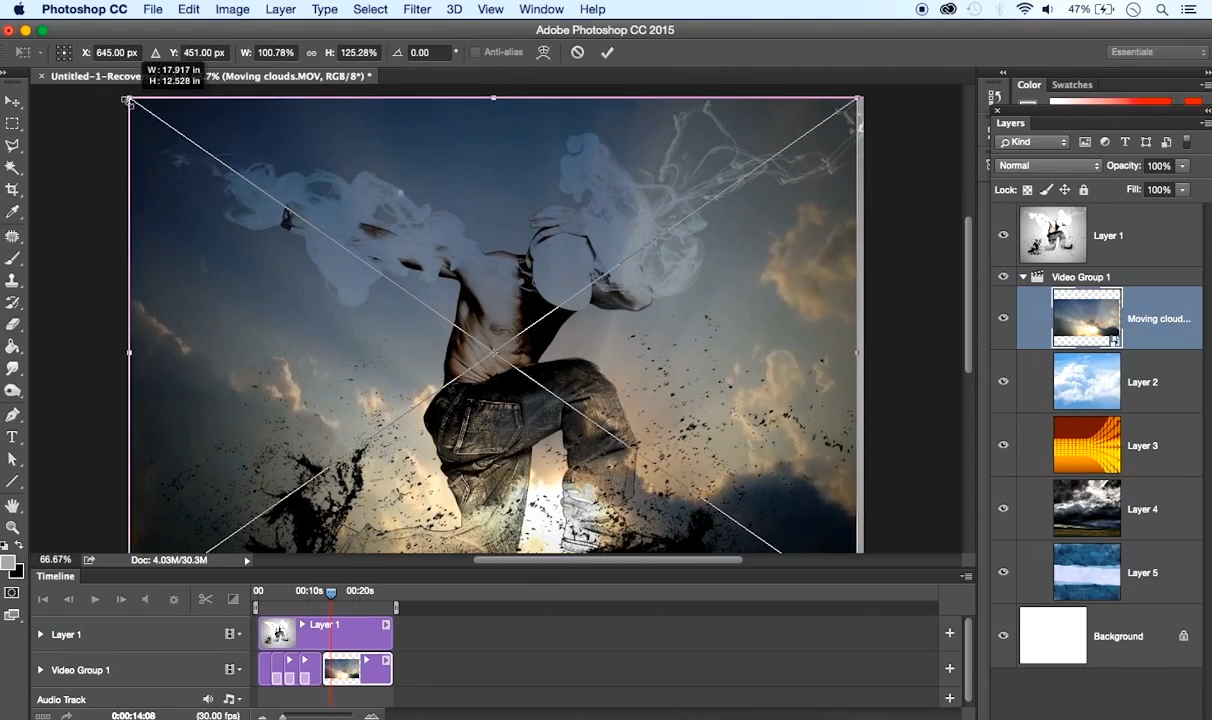 Photoshop CC File Edit Image Layer Type Select Filter 3D View Window Help 47%
Adobe Photoshop CC 2015
X: 645.00 px Y: 451.00 px W: 100.78% H: 125.28% 0.00 ° Anti-alias Essentials
W: 17.917 in
H: 12.528 in
Untitled-1-Recove 7% (Moving clouds.MOV, RGB/8*) *
Color Swatches
Layers
Kind
Normal Opacity: 100%
Lock: Fill: 100%
Layer 1
Video Group 1
Moving cloud...
Layer 2
Layer 3
Layer 4
Layer 5
Background
66.67% Doc: 4.03M/30.3M
Timeline
00 00:10s 00:20s
Layer 1 Layer 1
Video Group 1
Audio Track
0:00:14:08 (30.00 fps)